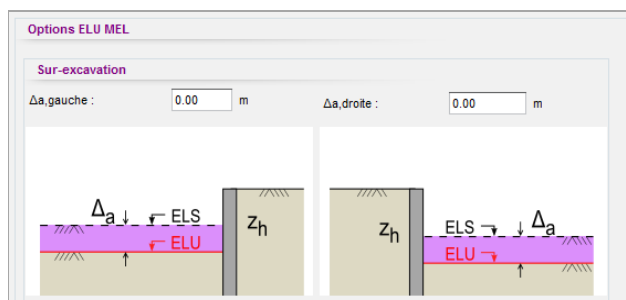 Options ELU MEL
Sur-excavation
Δa,gauche : 0.00 m Δa,droite : 0.00 m
Δa ELS zh
ELU
zh ELS Δa
ELU